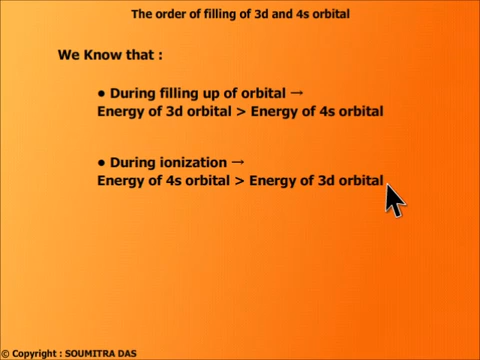 The order of filling of 3d and 4s orbital
We Know that :
● During filling up of orbital →
Energy of 3d orbital > Energy of 4s orbital
● During ionization →
Energy of 4s orbital > Energy of 3d orbital
© Copyright : SOUMITRA DAS